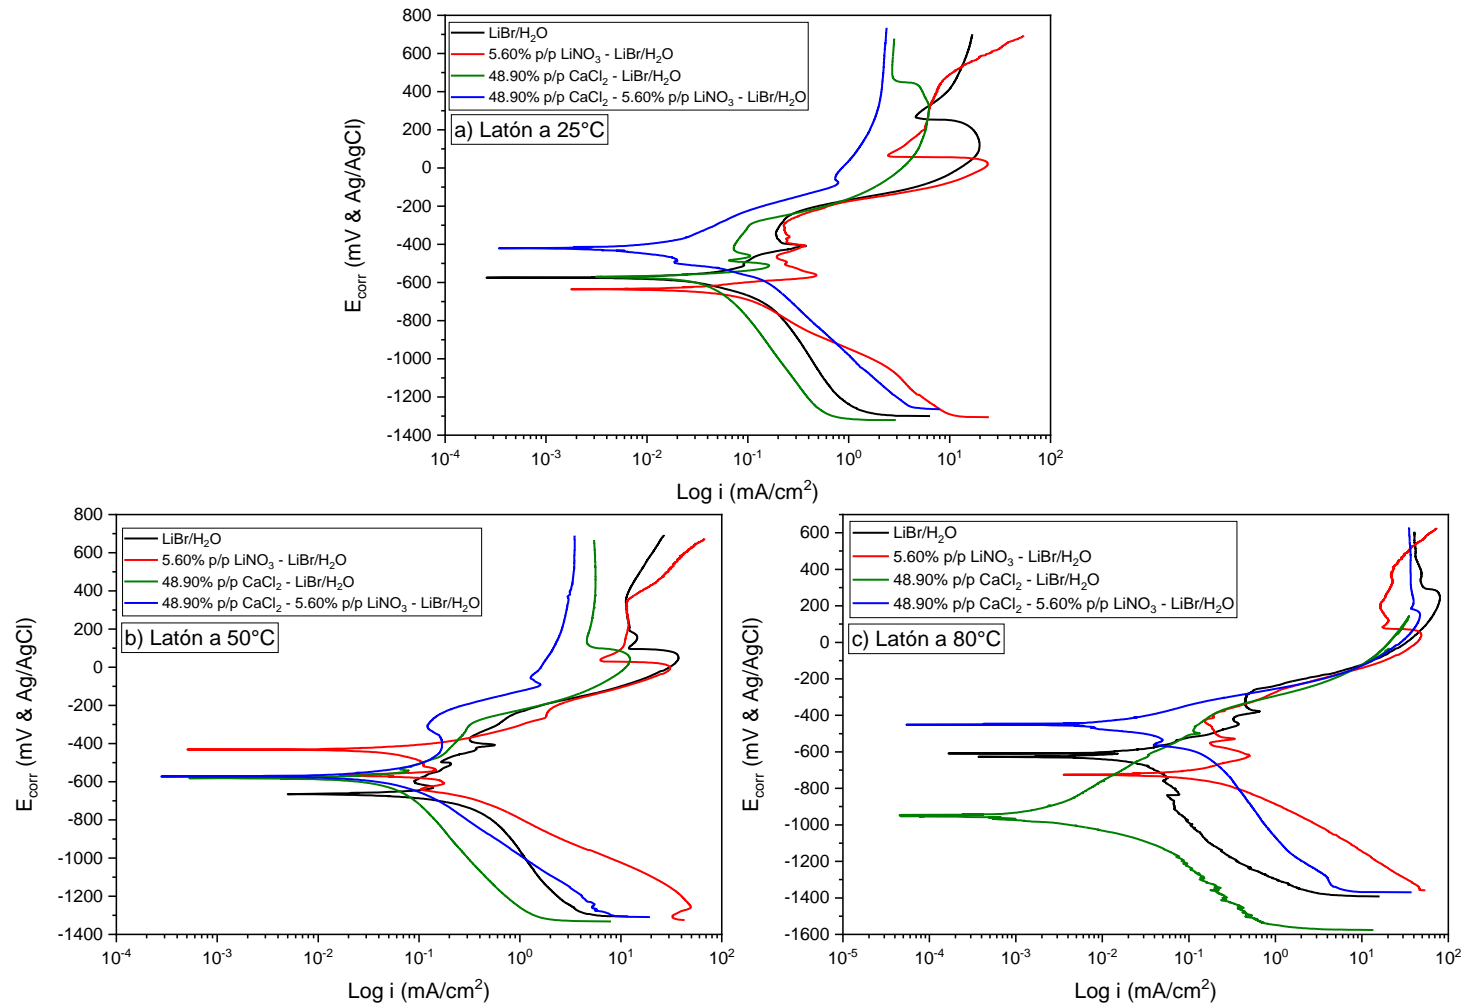 800
600
400
200
0
-200
-400
-600
-800
-1000
-1200
-1400
E_corr (mV & Ag/AgCl)
LiBr/H₂O
5.60% p/p LiNO₃ - LiBr/H₂O
48.90% p/p CaCl₂ - LiBr/H₂O
48.90% p/p CaCl₂ - 5.60% p/p LiNO₃ - LiBr/H₂O
a) Latón a 25°C
10⁻⁴ 10⁻³ 10⁻² 10⁻¹ 10⁰ 10¹ 10²
Log i (mA/cm²)
800
600
400
200
0
-200
-400
-600
-800
-1000
-1200
-1400
E_corr (mV & Ag/AgCl)
LiBr/H₂O
5.60% p/p LiNO₃ - LiBr/H₂O
48.90% p/p CaCl₂ - LiBr/H₂O
48.90% p/p CaCl₂ - 5.60% p/p LiNO₃ - LiBr/H₂O
b) Latón a 50°C
10⁻⁴ 10⁻³ 10⁻² 10⁻¹ 10⁰ 10¹ 10²
Log i (mA/cm²)
600
400
200
0
-200
-400
-600
-800
-1000
-1200
-1400
-1600
E_corr (mV & Ag/AgCl)
LiBr/H₂O
5.60% p/p LiNO₃ - LiBr/H₂O
48.90% p/p CaCl₂ - LiBr/H₂O
48.90% p/p CaCl₂ - 5.60% p/p LiNO₃ - LiBr/H₂O
c) Latón a 80°C
10⁻⁵ 10⁻⁴ 10⁻³ 10⁻² 10⁻¹ 10⁰ 10¹ 10²
Log i (mA/cm²)